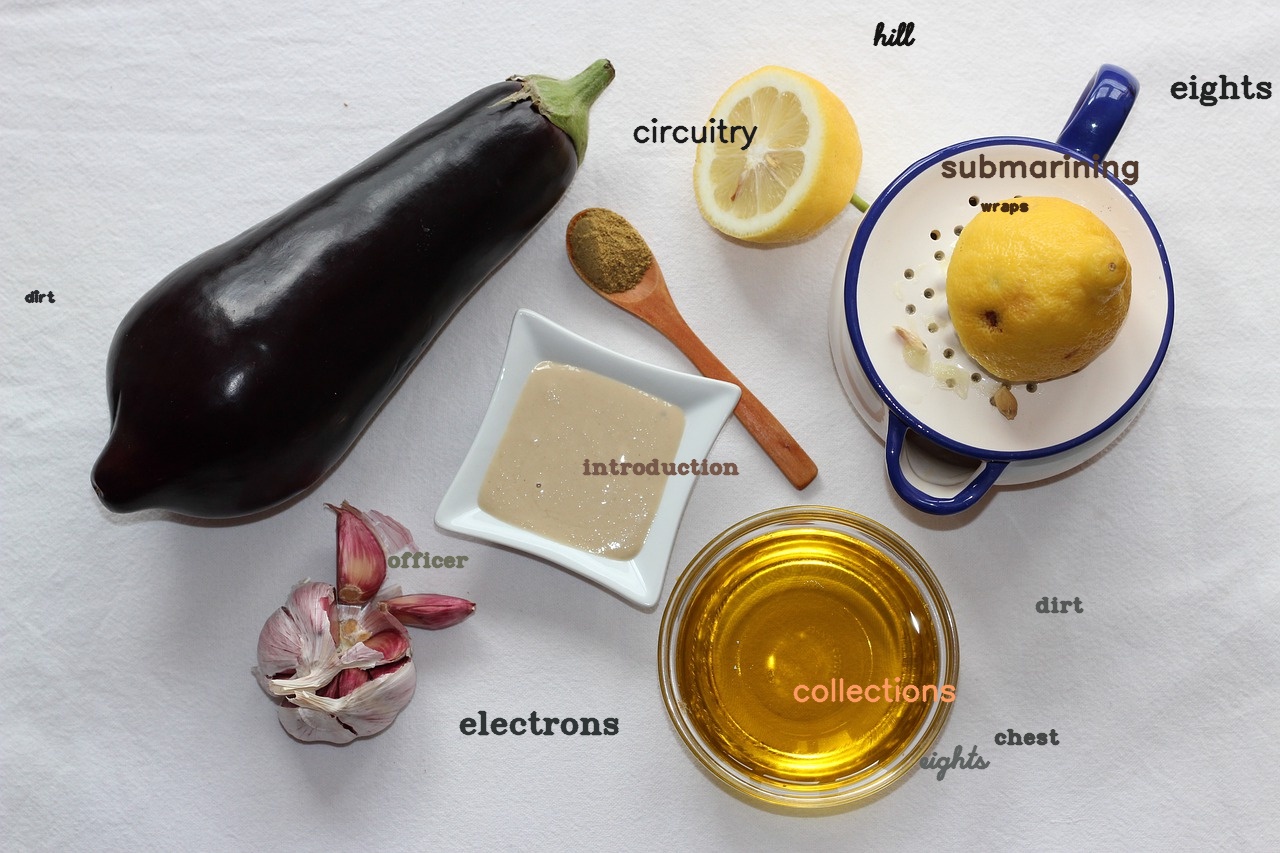 hill
eights
circuitry
submarining
wraps
dirt
introduction
officer
dirt
collections
electrons
chest
eights